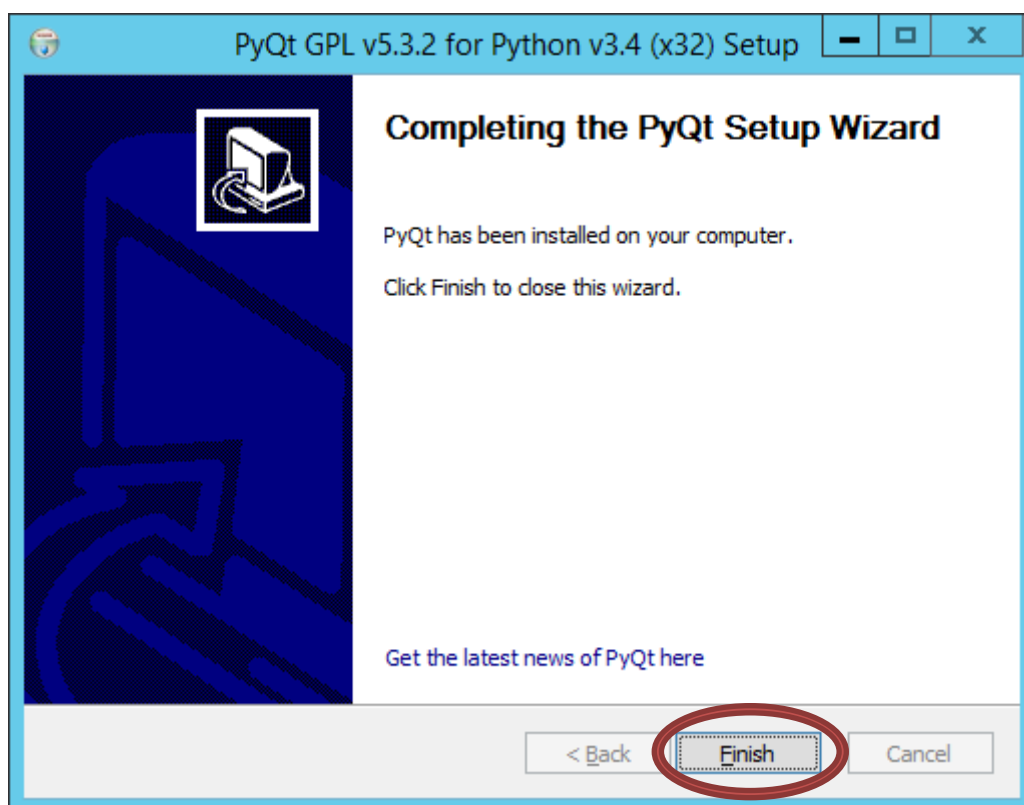 PyQt GPL v5.3.2 for Python v3.4 (x32) Setup
Completing the PyQt Setup Wizard
PyQt has been installed on your computer.
Click Finish to close this wizard.
Get the latest news of PyQt here
< Back Finish Cancel